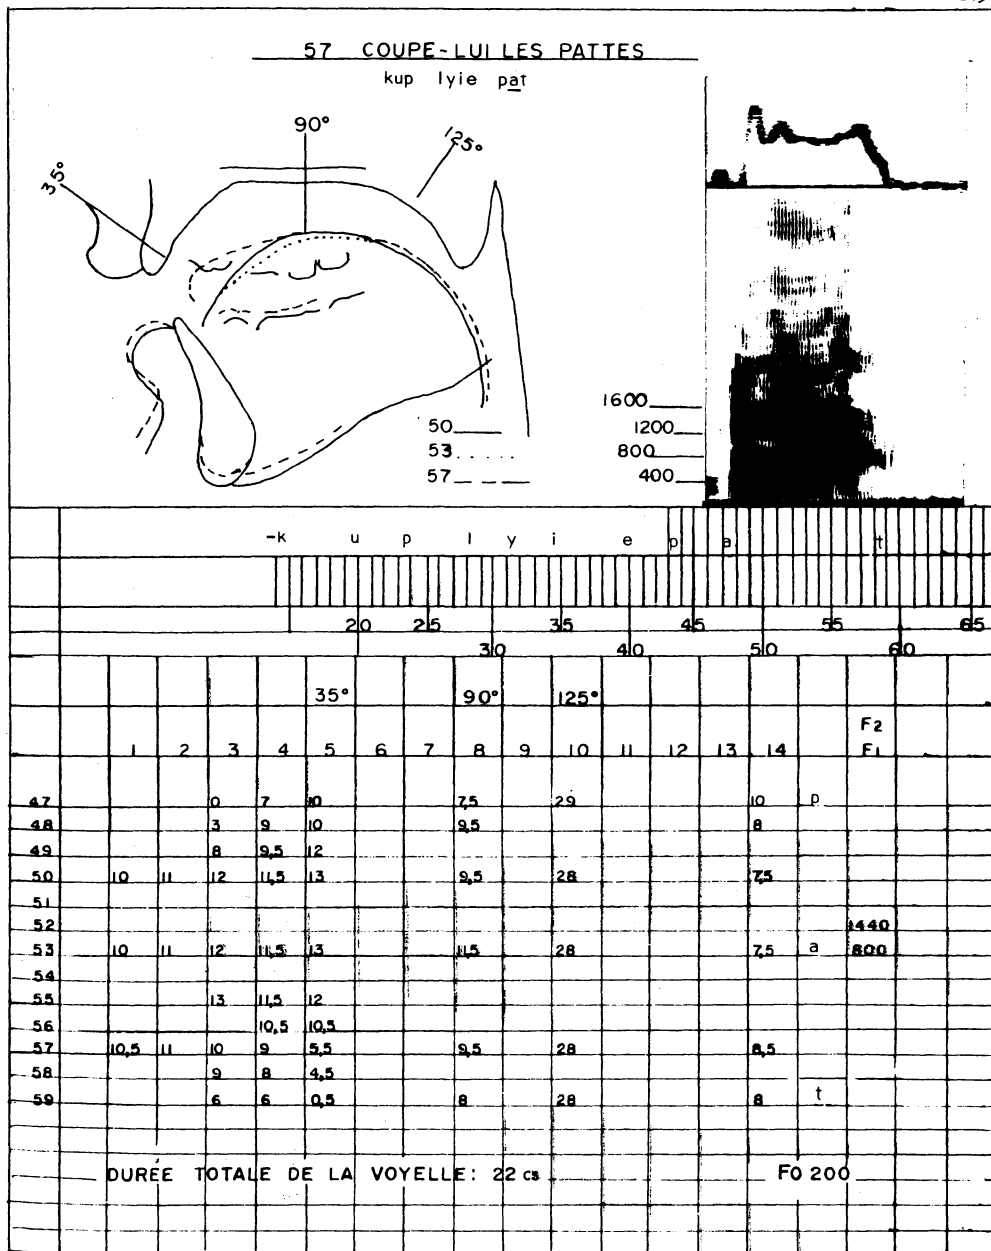 57 COUPE-LUI LES PATTES
kup lyie pat
35° 90° 125°
50
53
57
1600
1200
800
400
-k u p l y i e p a t
20 25 35 45 55 65
30 40 50 60
35° 90° 125°
F2
1 2 3 4 5 6 7 8 9 10 11 12 13 14 F1
47 0 7 10 7,5 29 10 p
48 3 9 10 9,5 8
49 8 9,5 12
50 10 11 12 11,5 13 9,5 28 7,5
51
52 1440
53 10 11 12 11,5 13 11,5 28 7,5 a 800
54
55 13 11,5 12
56 10,5 10,5
57 10,5 11 10 9 5,5 9,5 28 8,5
58 9 8 4,5
59 6 6 0,5 8 28 8 t
DURÉE TOTALE DE LA VOYELLE: 22 cs FO 200